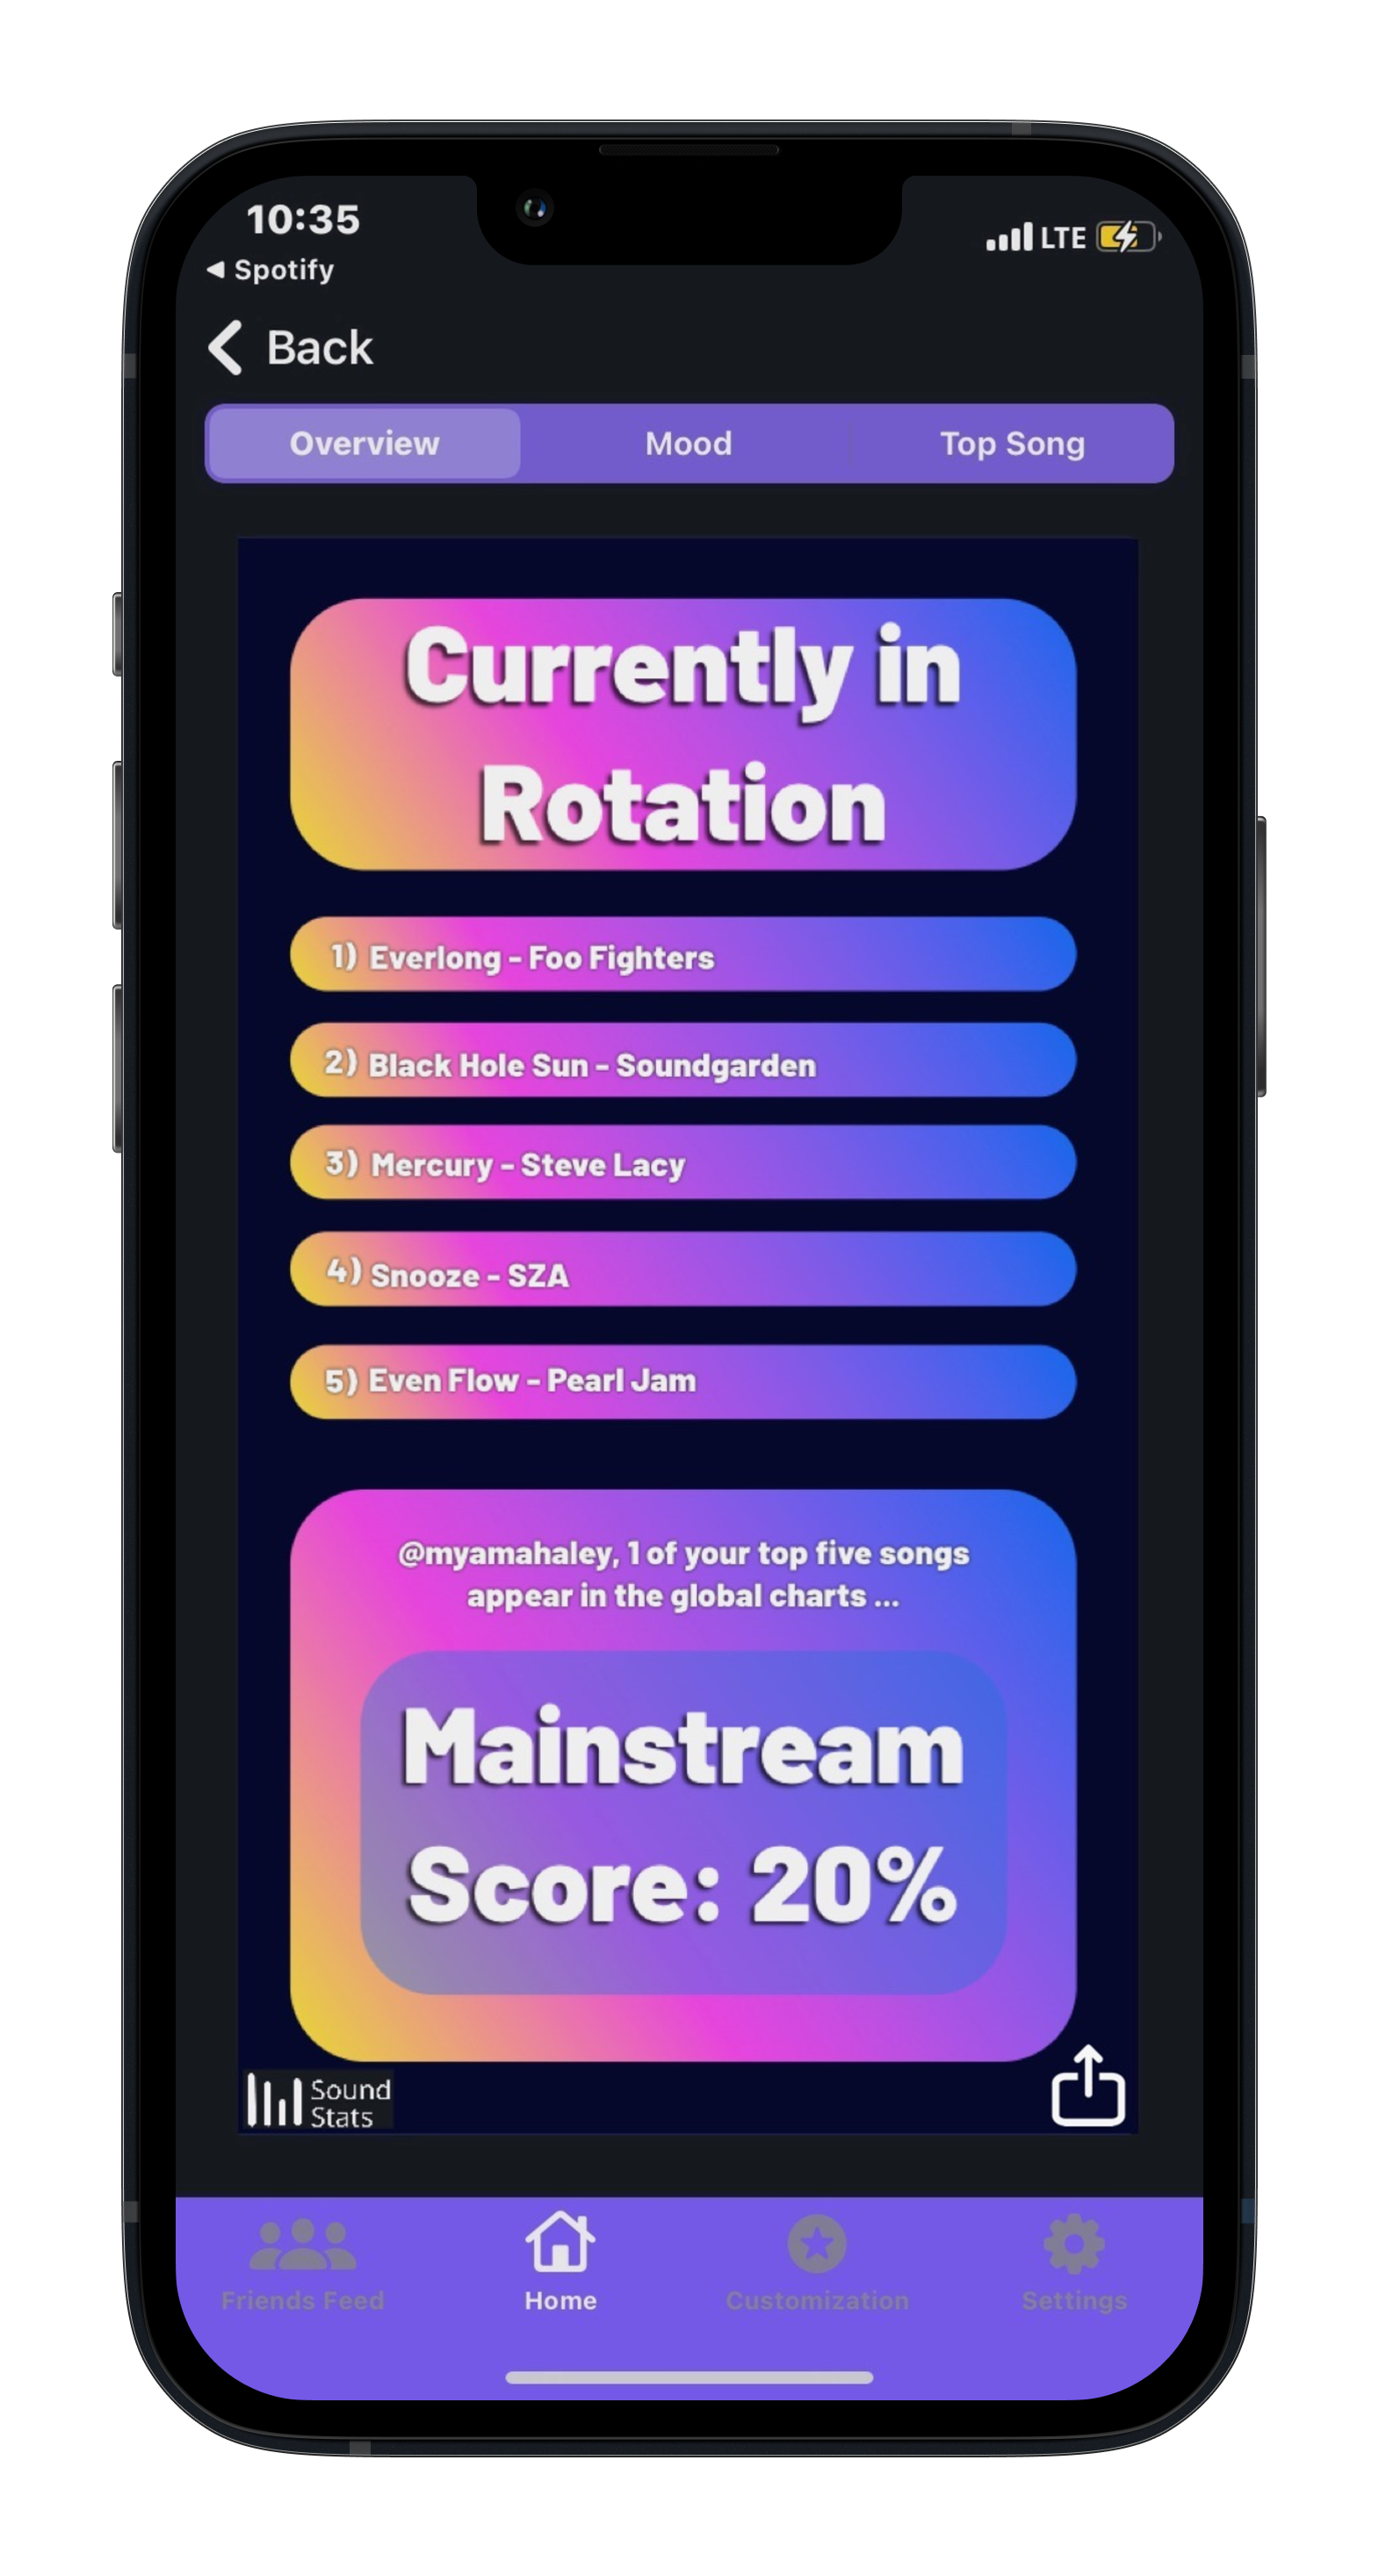 10:35
LTE
Spotify
Back
Overview
Mood
Top Song
Currently in
Rotation
1) Everlong - Foo Fighters
2) Black Hole Sun - Soundgarden
3) Mercury - Steve Lacy
4) Snooze - SZA
5) Even Flow - Pearl Jam
@myamahaley, 1 of your top five songs
appear in the global charts ...
Mainstream
Score: 20%
Sound
Stats
Friends Feed
Home
Customization
Settings